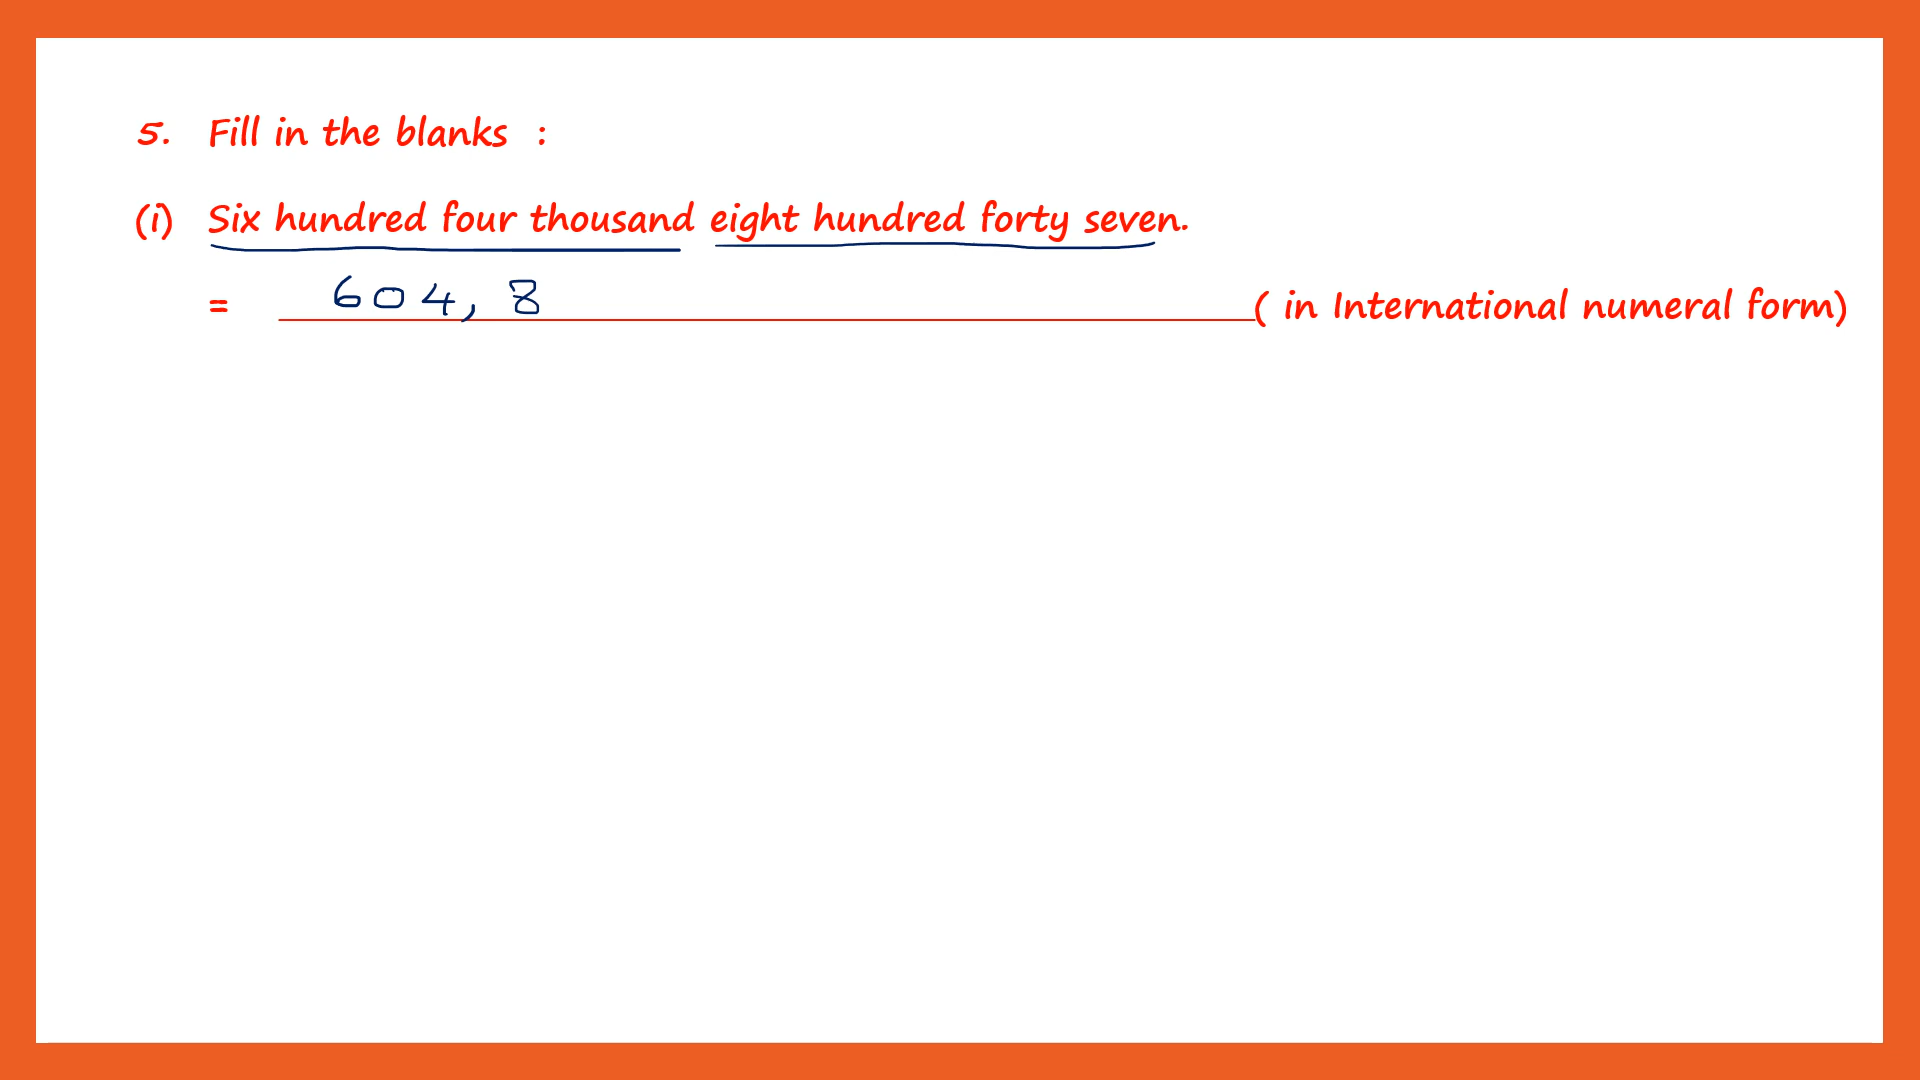 5. Fill in the blanks :
(i) Six hundred four thousand eight hundred forty seven.
= 604, 8 ( in International numeral form)